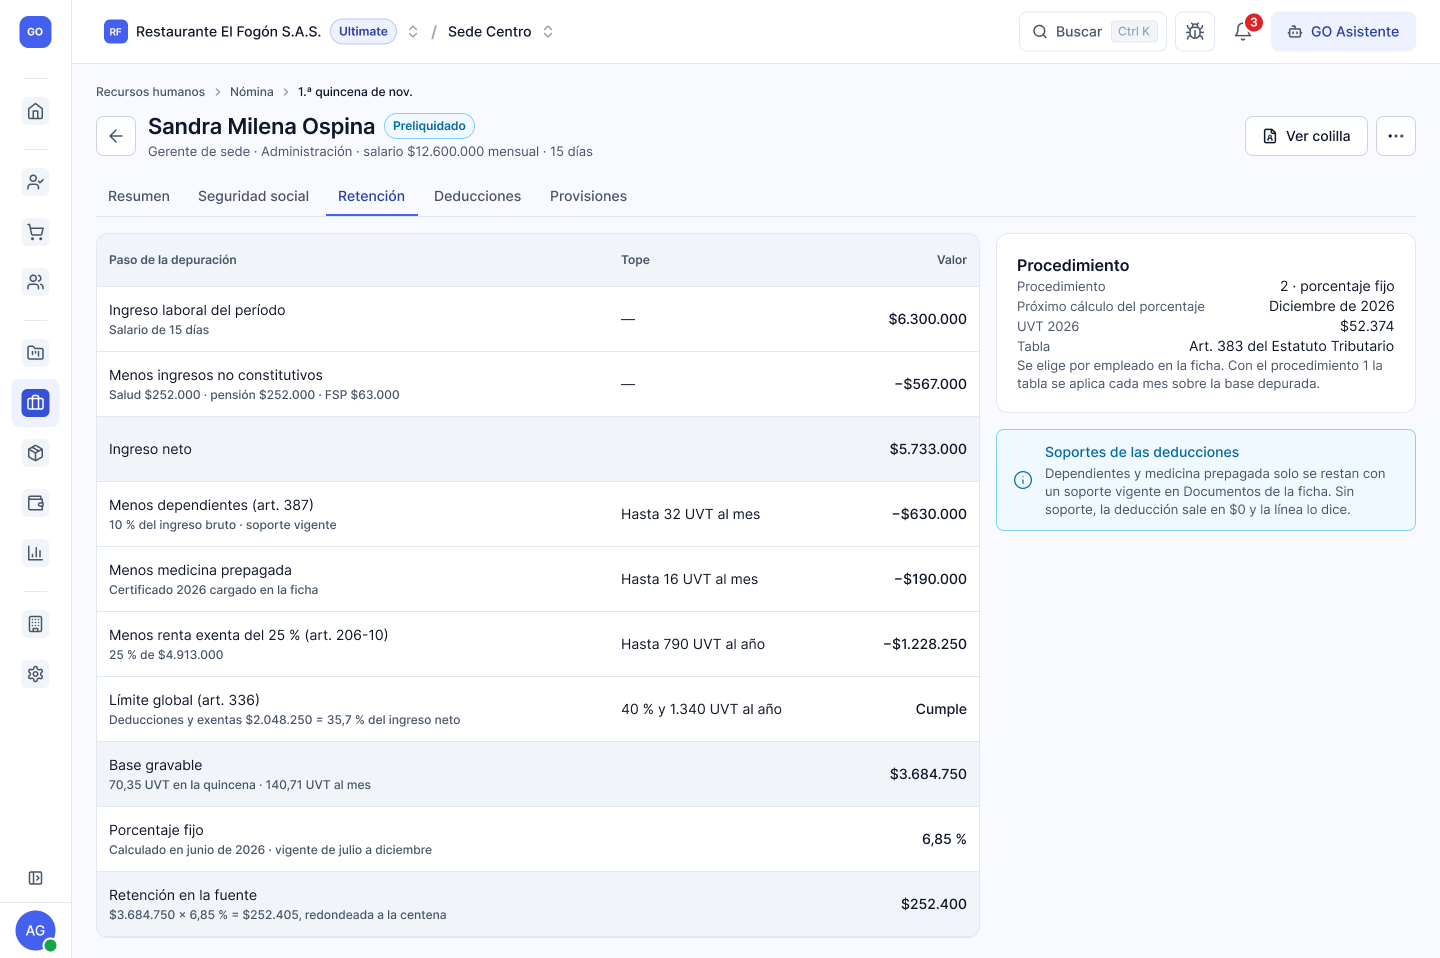 GO
RF Restaurante El Fogón S.A.S. Ultimate / Sede Centro
Buscar Ctrl K
3
GO Asistente
Recursos humanos > Nómina > 1.ª quincena de nov.
Sandra Milena Ospina Preliquidado
Gerente de sede · Administración · salario $12.600.000 mensual · 15 días
Ver colilla
Resumen Seguridad social Retención Deducciones Provisiones
Paso de la depuración Tope Valor
Ingreso laboral del período
Salario de 15 días
— $6.300.000
Menos ingresos no constitutivos
Salud $252.000 · pensión $252.000 · FSP $63.000
— −$567.000
Ingreso neto $5.733.000
Menos dependientes (art. 387)
10 % del ingreso bruto · soporte vigente
Hasta 32 UVT al mes −$630.000
Menos medicina prepagada
Certificado 2026 cargado en la ficha
Hasta 16 UVT al mes −$190.000
Menos renta exenta del 25 % (art. 206-10)
25 % de $4.913.000
Hasta 790 UVT al año −$1.228.250
Límite global (art. 336)
Deducciones y exentas $2.048.250 = 35,7 % del ingreso neto
40 % y 1.340 UVT al año Cumple
Base gravable
70,35 UVT en la quincena · 140,71 UVT al mes
$3.684.750
Porcentaje fijo
Calculado en junio de 2026 · vigente de julio a diciembre
6,85 %
Retención en la fuente
$3.684.750 × 6,85 % = $252.405, redondeada a la centena
$252.400
Procedimiento
Procedimiento 2 · porcentaje fijo
Próximo cálculo del porcentaje Diciembre de 2026
UVT 2026 $52.374
Tabla Art. 383 del Estatuto Tributario
Se elige por empleado en la ficha. Con el procedimiento 1 la
tabla se aplica cada mes sobre la base depurada.
Soportes de las deducciones
Dependientes y medicina prepagada solo se restan con
un soporte vigente en Documentos de la ficha. Sin
soporte, la deducción sale en $0 y la línea lo dice.
AG